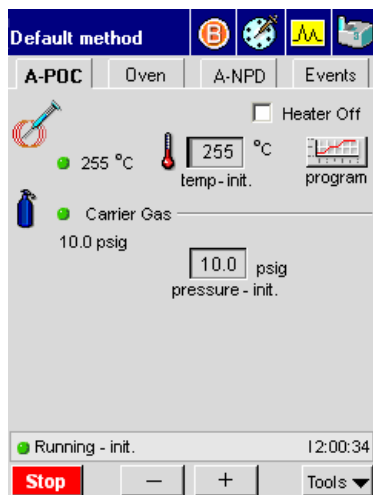 Default method
B
A-POC Oven A-NPD Events
Heater Off
255 °C
255 °C
temp-init.
program
Carrier Gas
10.0 psig
10.0 psig
pressure - init.
Running - init.
12:00:34
Stop − + Tools